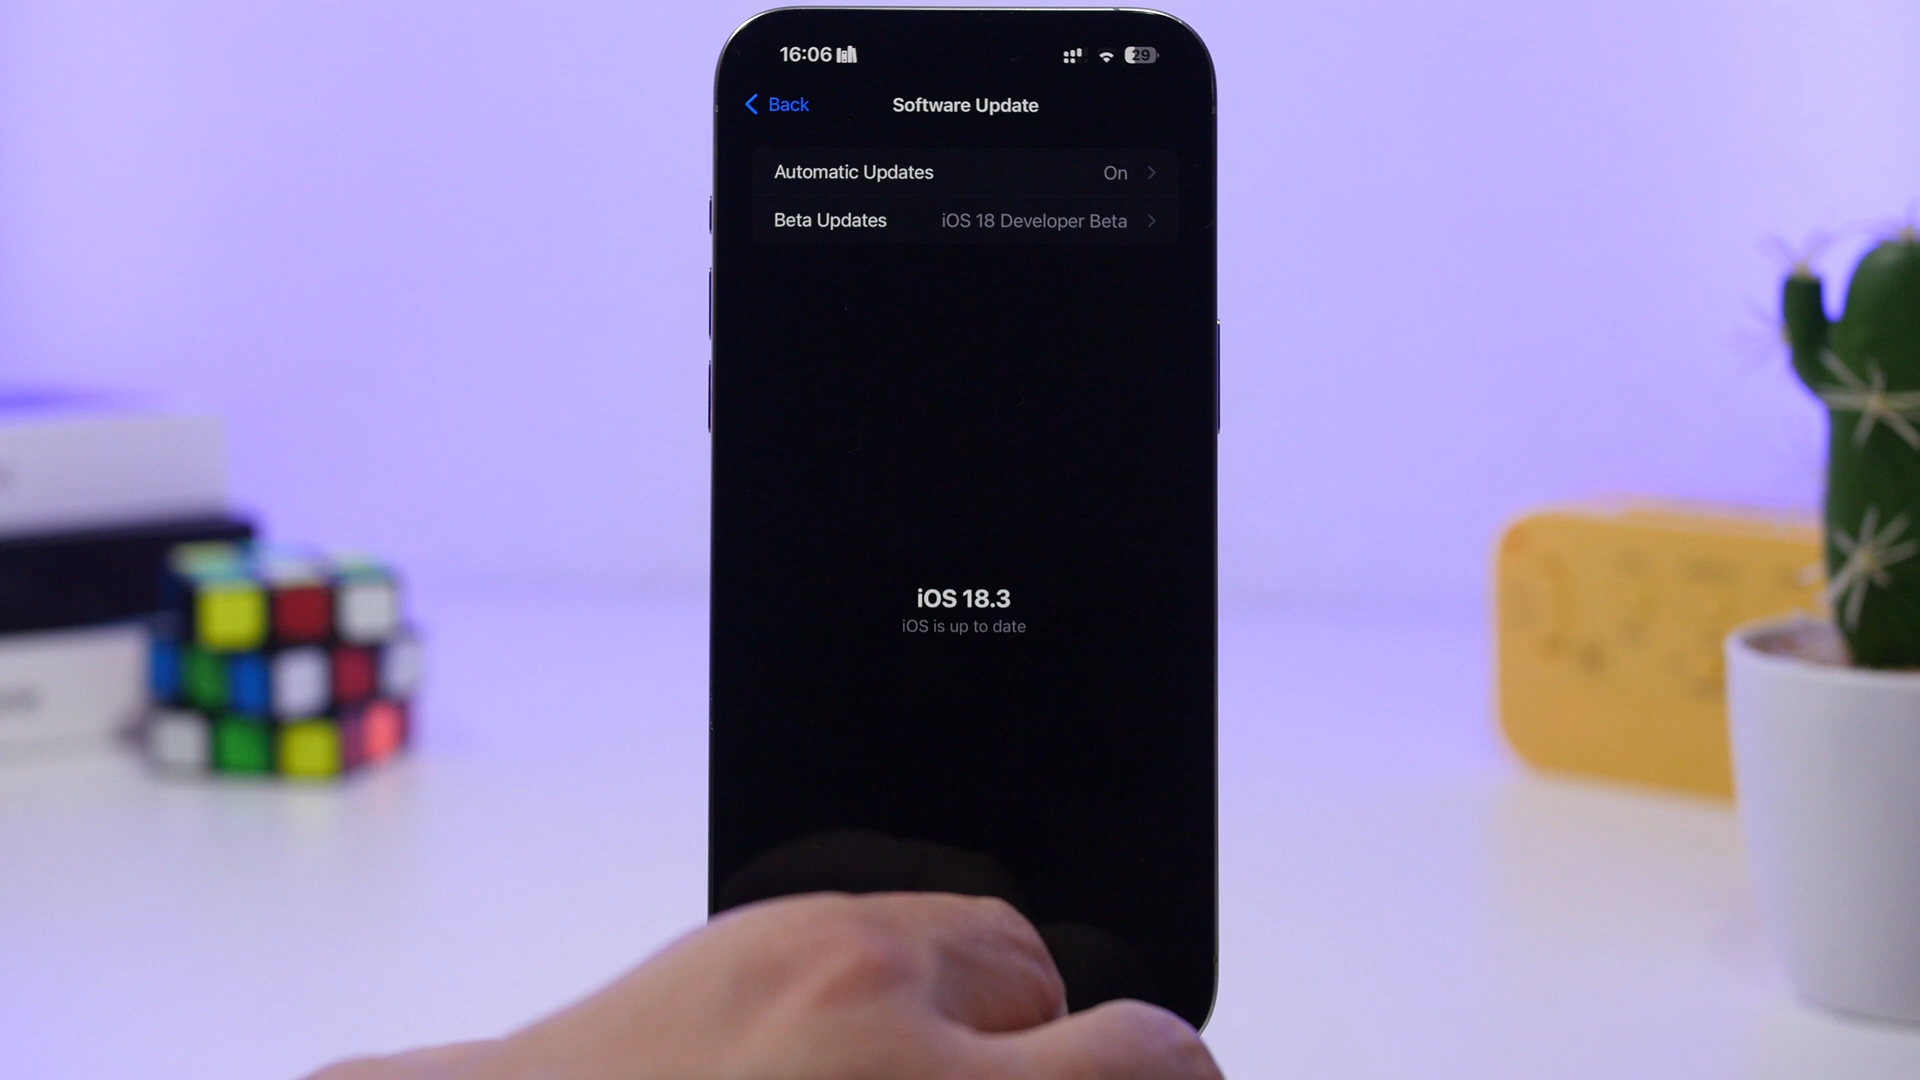 16:06 29
Back Software Update
Automatic Updates On
Beta Updates iOS 18 Developer Beta
iOS 18.3
iOS is up to date